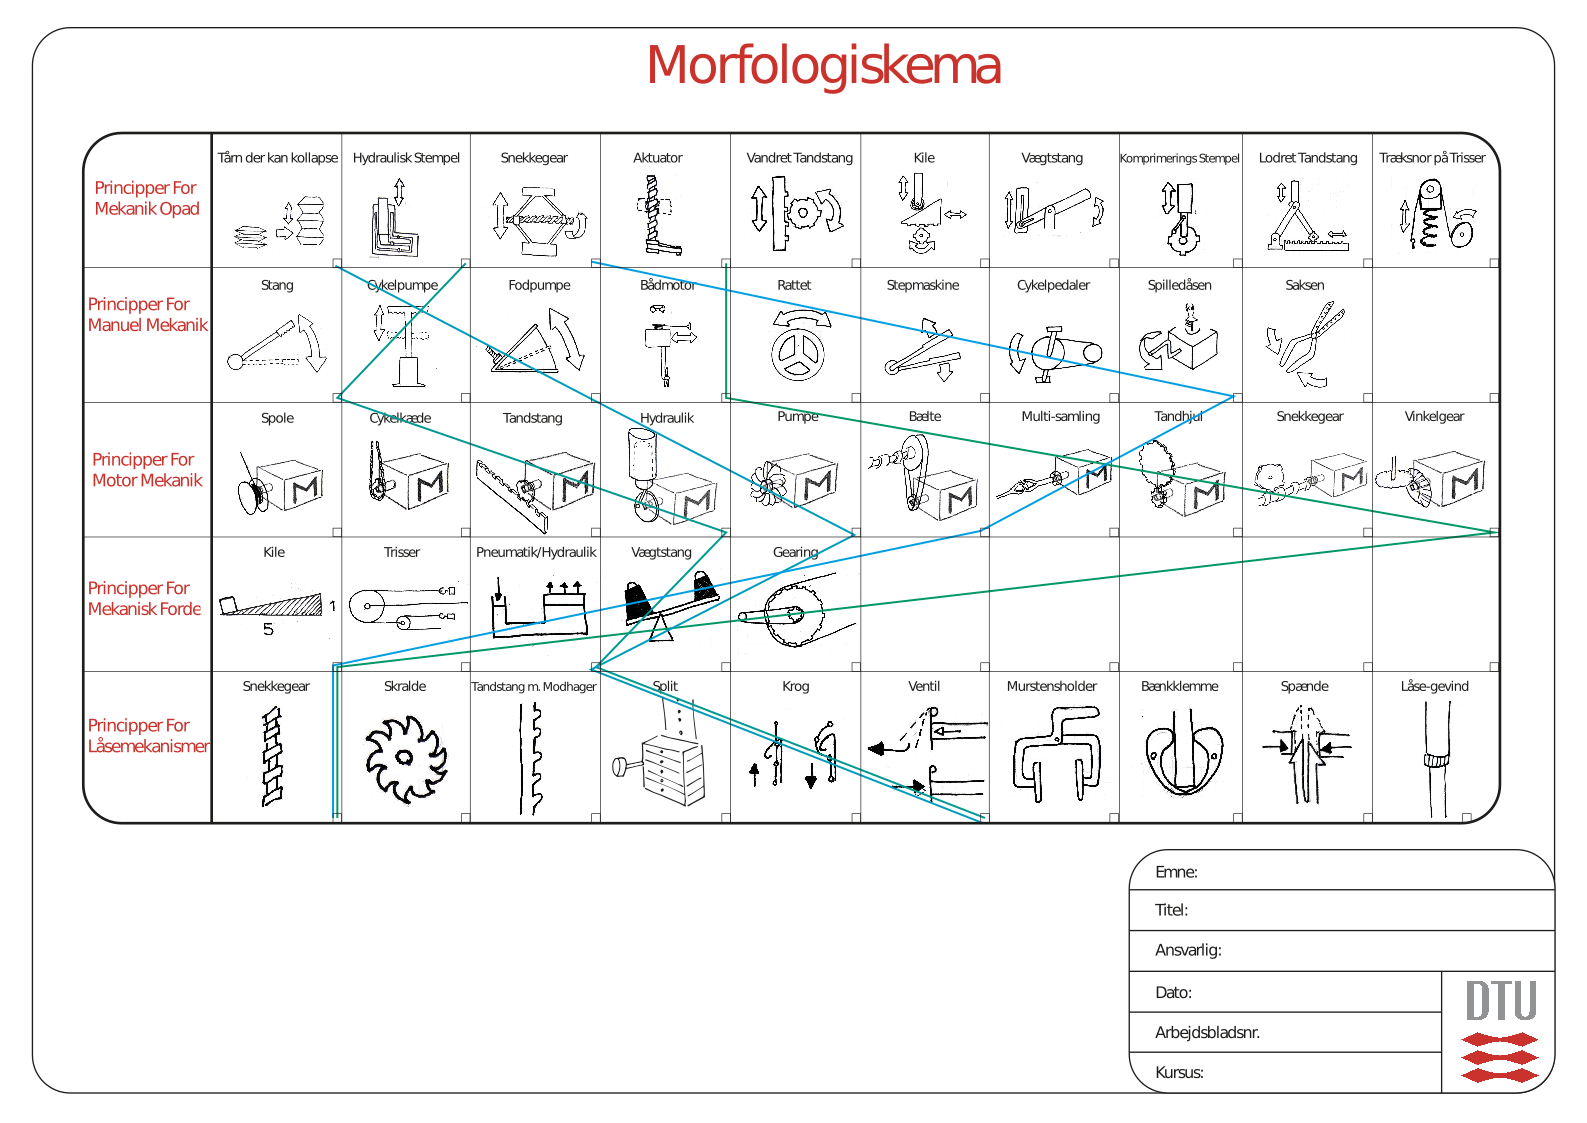 Morfologiskema
Principper For
Mekanik Opad
Tårn der kan kollapse
Hydraulisk Stempel
Snekkegear
Aktuator
Vandret Tandstang
Kile
Vægtstang
Komprimerings Stempel
Lodret Tandstang
Træksnor på Trisser
Principper For
Manuel Mekanik
Stang
Cykelpumpe
Fodpumpe
Bådmotor
Rattet
Stepmaskine
Cykelpedaler
Spilledåsen
Saksen
Principper For
Motor Mekanik
Spole
Cykelkæde
Tandstang
Hydraulik
Pumpe
Bælte
Multi-samling
Tandhjul
Snekkegear
Vinkelgear
M
M
M
M
M
M
M
M
M
M
Principper For
Mekanisk Forde
Kile
Trisser
Pneumatik/Hydraulik
Vægtstang
Gearing
1
5
Principper For
Låsemekanismer
Snekkegear
Skralde
Tandstang m. Modhager
Split
Krog
Ventil
Murstensholder
Bænkklemme
Spænde
Låse-gevind
Emne:
Titel:
Ansvarlig:
Dato:
Arbejdsbladsnr.
Kursus:
DTU